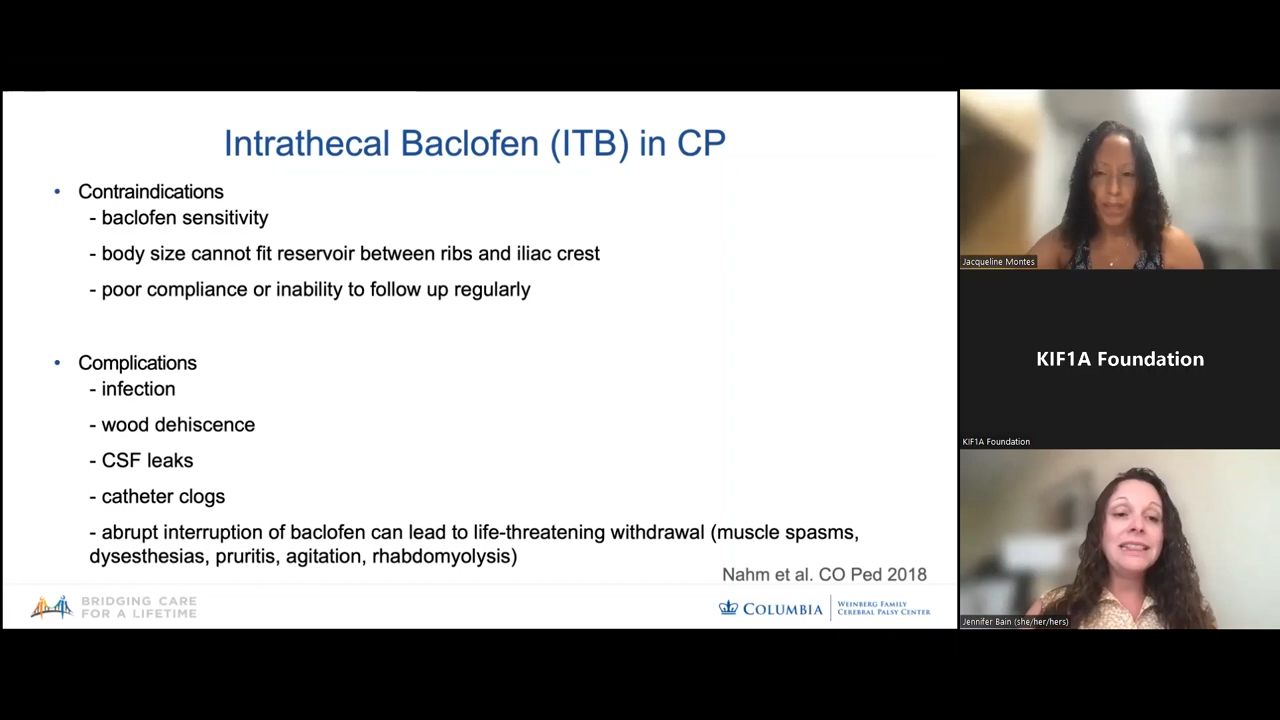 Intrathecal Baclofen (ITB) in CP
• Contraindications
- baclofen sensitivity
- body size cannot fit reservoir between ribs and iliac crest
- poor compliance or inability to follow up regularly
• Complications
- infection
- wood dehiscence
- CSF leaks
- catheter clogs
- abrupt interruption of baclofen can lead to life-threatening withdrawal (muscle spasms,
dysesthesias, pruritis, agitation, rhabdomyolysis)
Nahm et al. CO Ped 2018
BRIDGING CARE
FOR A LIFETIME
COLUMBIA
WEINBERG FAMILY
CEREBRAL PALSY CENTER
Jacqueline Montes
KIF1A Foundation
KIF1A Foundation
Jennifer Bain (she/her/hers)